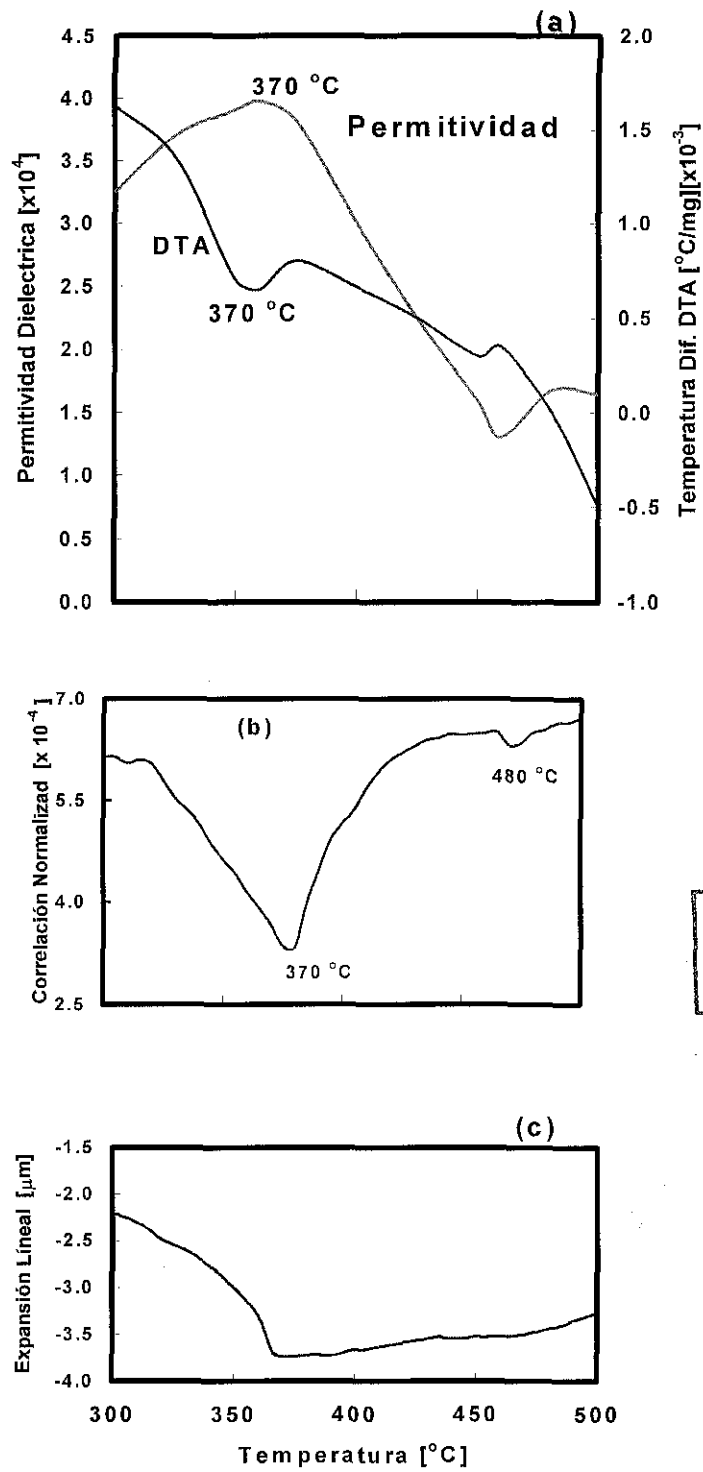 (a)
4.5
4.0
3.5
3.0
2.5
2.0
1.5
1.0
0.5
0.0
Permitividad Dielectrica [x10⁴]
370 °C
Permitividad
DTA
370 °C
2.0
1.5
1.0
0.5
0.0
-0.5
-1.0
Temperatura Dif. DTA [°C/mg][x10⁻³]
7.0
5.5
4.0
2.5
Correlación Normalizad [x 10⁻⁴]
(b)
480 °C
370 °C
(c)
-1.5
-2.0
-2.5
-3.0
-3.5
-4.0
Expansión Líneal [μm]
300
350
400
450
500
Temperatura [°C]